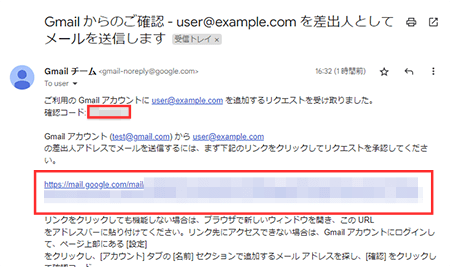 Gmail からのご確認 - user@example.com を差出人として
メールを送信します 受信トレイ ×
Gmail チーム <gmail-noreply@google.com> 16:32 (1 時間前)
To user
ご利用の Gmail アカウントに user@example.com を追加するリクエストを受け取りました。
確認コード:
Gmail アカウント (test@gmail.com) から user@example.com
の差出人アドレスでメールを送信するには、まず下記のリンクをクリックしてリクエストを承認してくださ
い。
https://mail.google.com/mail/
リンクをクリックしても機能しない場合は、ブラウザで新しいウィンドウを開き、この URL
をアドレスバーに貼り付けてください。リンク先にアクセスできない場合は、Gmail アカウントにログインし
て、ページ上部にある [設定]
をクリックし、[アカウント] タブの [名前] セクションで追加するメール アドレスを探し、[確認] をクリックし
て確認コード